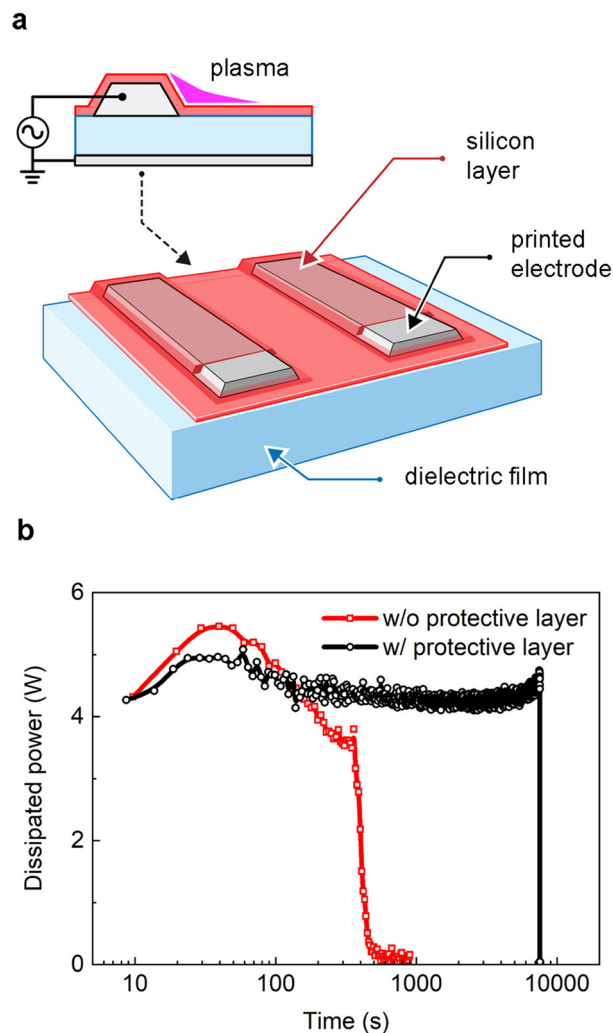 a
plasma
silicon
layer
printed
electrode
dielectric film
b
6
w/o protective layer
w/ protective layer
4
Dissipated power (W)
2
0
10 100 1000 10000
Time (s)